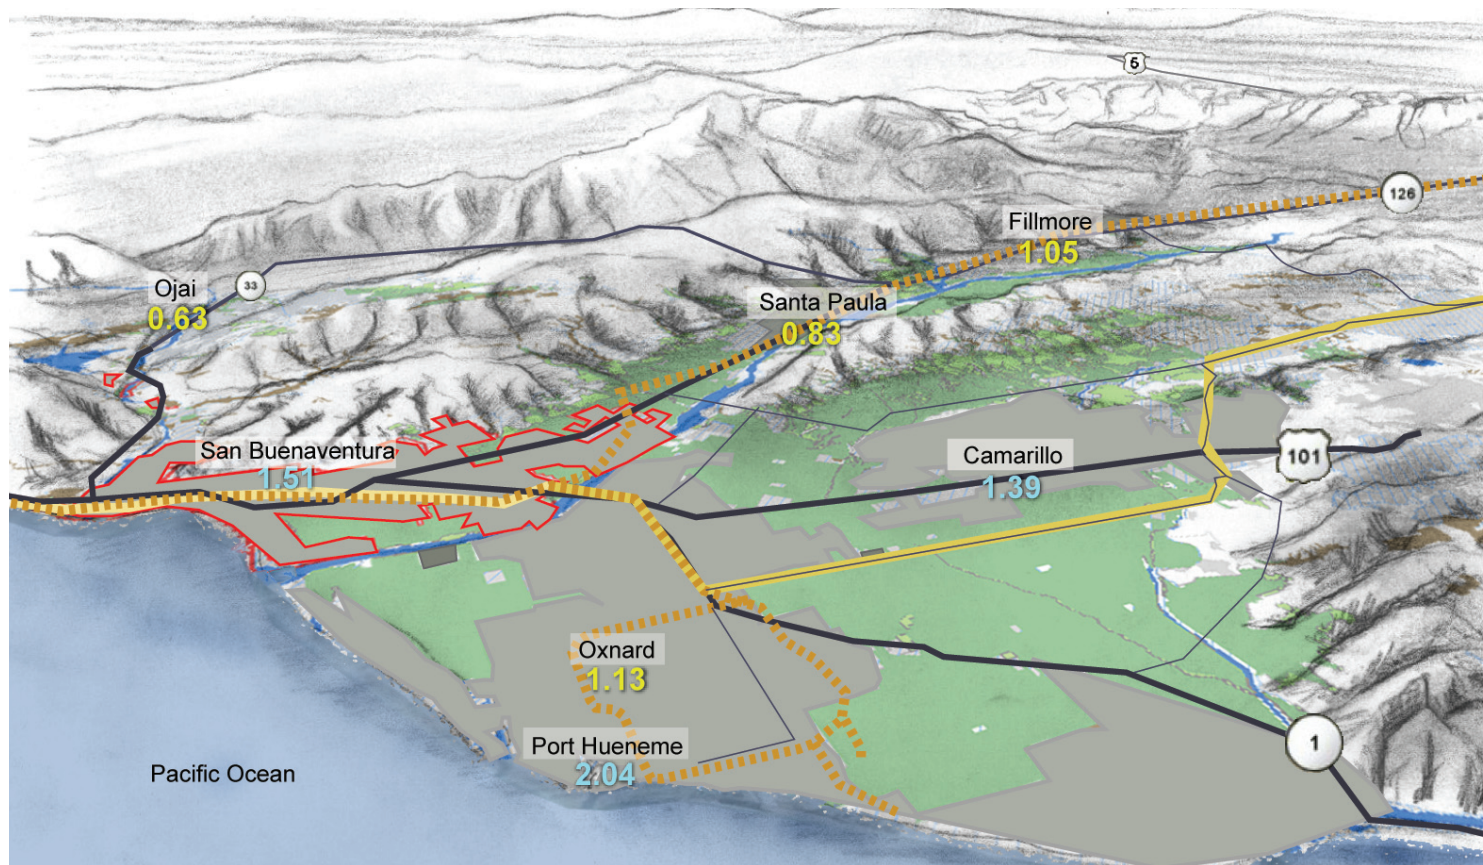 5
126
Fillmore
1.05
Ojai
0.63
33
Santa Paula
0.83
San Buenaventura
1.51
Camarillo
1.39
101
Oxnard
1.13
Port Hueneme
2.04
1
Pacific Ocean